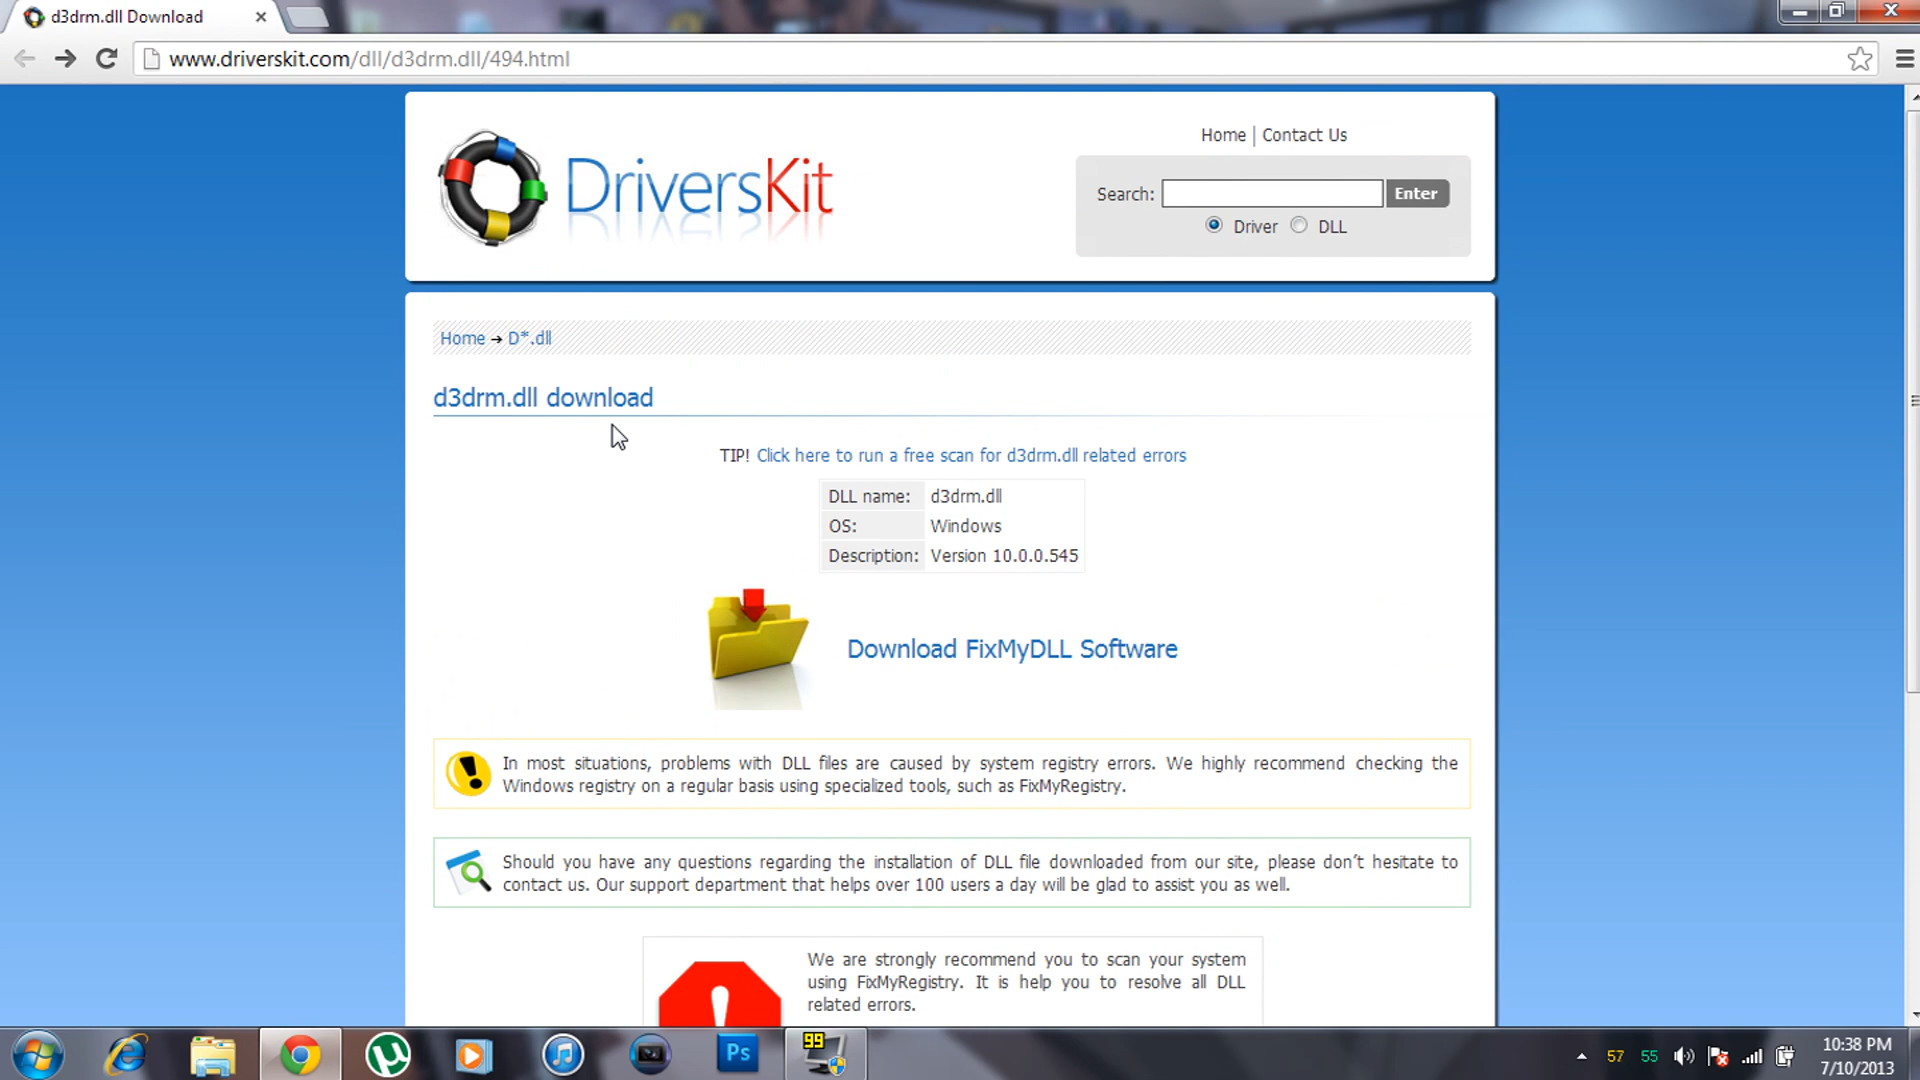 d3drm.dll Download
www.driverskit.com/dll/d3drm.dll/494.html
Home | Contact Us
DriversKit
Search: Enter
Driver DLL
Home → D*.dll
d3drm.dll download
TIP! Click here to run a free scan for d3drm.dll related errors
DLL name: d3drm.dll
OS: Windows
Description: Version 10.0.0.545
Download FixMyDLL Software
In most situations, problems with DLL files are caused by system registry errors. We highly recommend checking the
Windows registry on a regular basis using specialized tools, such as FixMyRegistry.
Should you have any questions regarding the installation of DLL file downloaded from our site, please don't hesitate to
contact us. Our support department that helps over 100 users a day will be glad to assist you as well.
We are strongly recommend you to scan your system
using FixMyRegistry. It is help you to resolve all DLL
related errors.
Ps
99
57 55
10:38 PM
7/10/2013